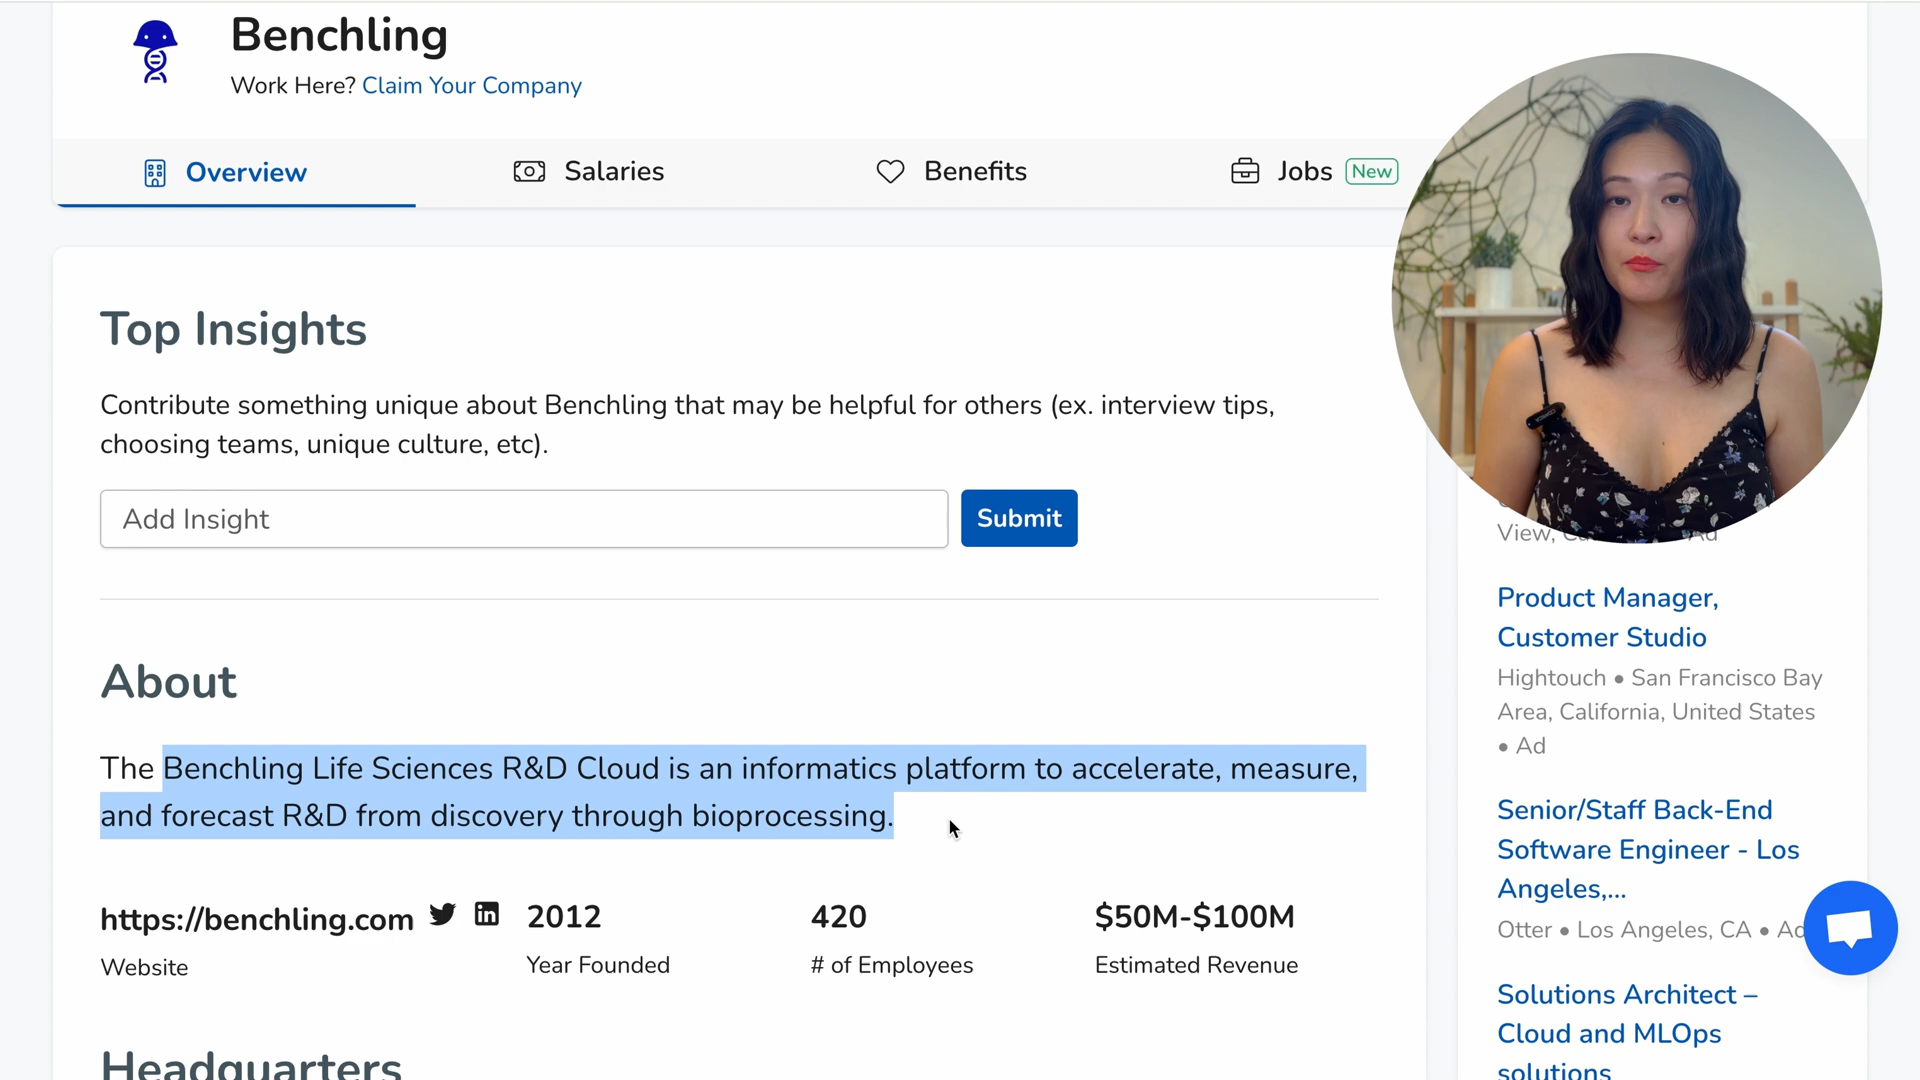 Benchling
Work Here? Claim Your Company
Overview
Salaries
Benefits
Jobs New
Top Insights
Contribute something unique about Benchling that may be helpful for others (ex. interview tips,
choosing teams, unique culture, etc).
Add Insight
Submit
About
The Benchling Life Sciences R&D Cloud is an informatics platform to accelerate, measure,
and forecast R&D from discovery through bioprocessing.
https://benchling.com
Website
2012
Year Founded
420
# of Employees
$50M-$100M
Estimated Revenue
Headquarters
View,
Product Manager,
Customer Studio
Hightouch • San Francisco Bay
Area, California, United States
• Ad
Senior/Staff Back-End
Software Engineer - Los
Angeles,...
Otter • Los Angeles, CA • Ad
Solutions Architect –
Cloud and MLOps
solutions